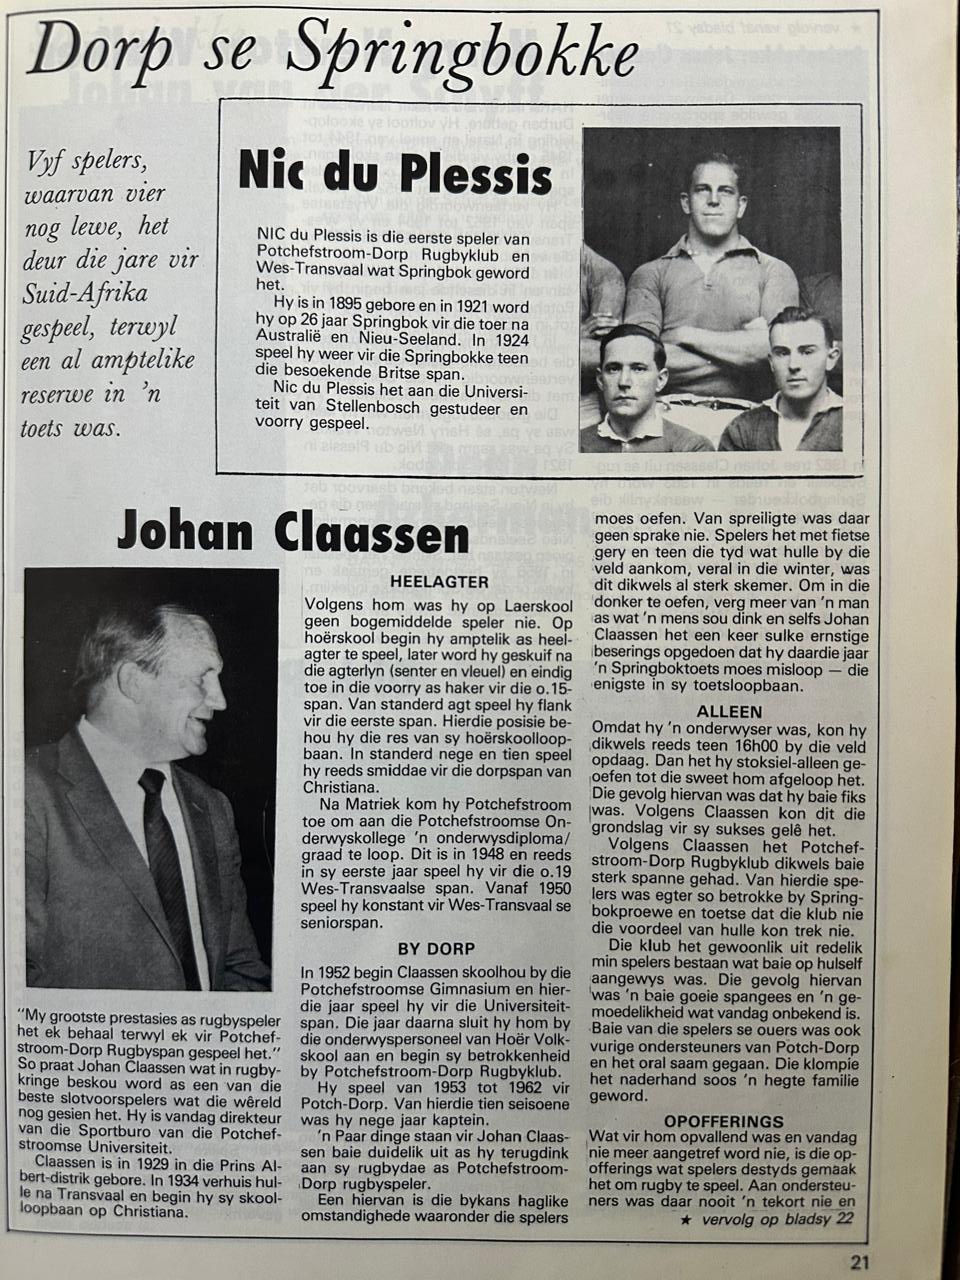 Dorp se Springbokke
Vyf spelers,
waarvan vier
nog lewe, het
deur die jare vir
Suid-Afrika
gespeel, terwyl
een al amptelike
reserwe in 'n
toets was.
Nic du Plessis
NIC du Plessis is die eerste speler van
Potchefstroom-Dorp Rugbyklub en
Wes-Transvaal wat Springbok geword
het.
Hy is in 1895 gebore en in 1921 word
hy op 26 jaar Springbok vir die toer na
Australië en Nieu-Seeland. In 1924
speel hy weer vir die Springbokke teen
die besoekende Britse span.
Nic du Plessis het aan die Universi-
teit van Stellenbosch gestudeer en
voorry gespeel.
Johan Claassen
"My grootste prestasies as rugbyspeler
het ek behaal terwyl ek vir Potchef-
stroom-Dorp Rugbyspan gespeel het."
So praat Johan Claassen wat in rugby-
kringe beskou word as een van die
beste slotvoorspelers wat die wêreld
nog gesien het. Hy is vandag direkteur
van die Sportburo van die Potchef-
stroomse Universiteit.
Claassen is in 1929 in die Prins Al-
bert-distrik gebore. In 1934 verhuis hul-
le na Transvaal en begin hy sy skool-
loopbaan op Christiana.
HEELAGTER
Volgens hom was hy op Laerskool
geen bogemiddelde speler nie. Op
hoërskool begin hy amptelik as heel-
agter te speel, later word hy geskuif na
die agterlyn (senter en vleuel) en eindig
toe in die voorry as haker vir die o.15-
span. Van standerd agt speel hy flank
vir die eerste span. Hierdie posisie be-
hou hy die res van sy hoërskoolloop-
baan. In standerd nege en tien speel
hy reeds smiddae vir die dorpspan van
Christiana.
Na Matriek kom hy Potchefstroom
toe om aan die Potchefstroomse On-
derwyskollege 'n onderwysdiploma/
graad te loop. Dit is in 1948 en reeds
in sy eerste jaar speel hy vir die o.19
Wes-Transvaalse span. Vanaf 1950
speel hy konstant vir Wes-Transvaal se
seniorspan.
BY DORP
In 1952 begin Claassen skoolhou by die
Potchefstroomse Gimnasium en hier-
die jaar speel hy vir die Universiteit-
span. Die jaar daarna sluit hy hom by
die onderwyspersoneel van Hoër Volk-
skool aan en begin sy betrokkenheid
by Potchefstroom-Dorp Rugbyklub.
Hy speel van 1953 tot 1962 vir
Potch-Dorp. Van hierdie tien seisoene
was hy nege jaar kaptein.
'n Paar dinge staan vir Johan Claas-
sen baie duidelik uit as hy terugdink
aan sy rugbydae as Potchefstroom-
Dorp rugbyspeler.
Een hiervan is die bykans haglike
omstandighede waaronder die spelers
moes oefen. Van spreiligte was daar
geen sprake nie. Spelers het met fietse
gery en teen die tyd wat hulle by die
veld aankom, veral in die winter, was
dit dikwels al sterk skemer. Om in die
donker te oefen, verg meer van 'n man
as wat 'n mens sou dink en selfs Johan
Claassen het een keer sulke ernstige
beserings opgedoen dat hy daardie jaar
'n Springboktoets moes misloop — die
enigste in sy toetsloopbaan.
ALLEEN
Omdat hy 'n onderwyser was, kon hy
dikwels reeds teen 16h00 by die veld
opdaag. Dan het hy stoksiel-alleen ge-
oefen tot die sweet hom afgeloop het.
Die gevolg hiervan was dat hy baie fiks
was. Volgens Claassen kon dit die
grondslag vir sy sukses gelê het.
Volgens Claassen het Potchef-
stroom-Dorp Rugbyklub dikwels baie
sterk spanne gehad. Van hierdie spe-
lers was egter so betrokke by Spring-
bokproewe en toetse dat die klub nie
die voordeel van hulle kon trek nie.
Die klub het gewoonlik uit redelik
min spelers bestaan wat baie op hulself
aangewys was. Die gevolg hiervan
was 'n baie goeie spangees en 'n ge-
moedelikheid wat vandag onbekend is.
Baie van die spelers se ouers was ook
vurige ondersteuners van Potch-Dorp
en het oral saam gegaan. Die klompie
het naderhand soos 'n hegte familie
geword.
OPOFFERINGS
Wat vir hom opvallend was en vandag
nie meer aangetref word nie, is die op-
offerings wat spelers destyds gemaak
het om rugby te speel. Aan ondersteu-
ners was daar nooit 'n tekort nie en
★ vervolg op bladsy 22
21